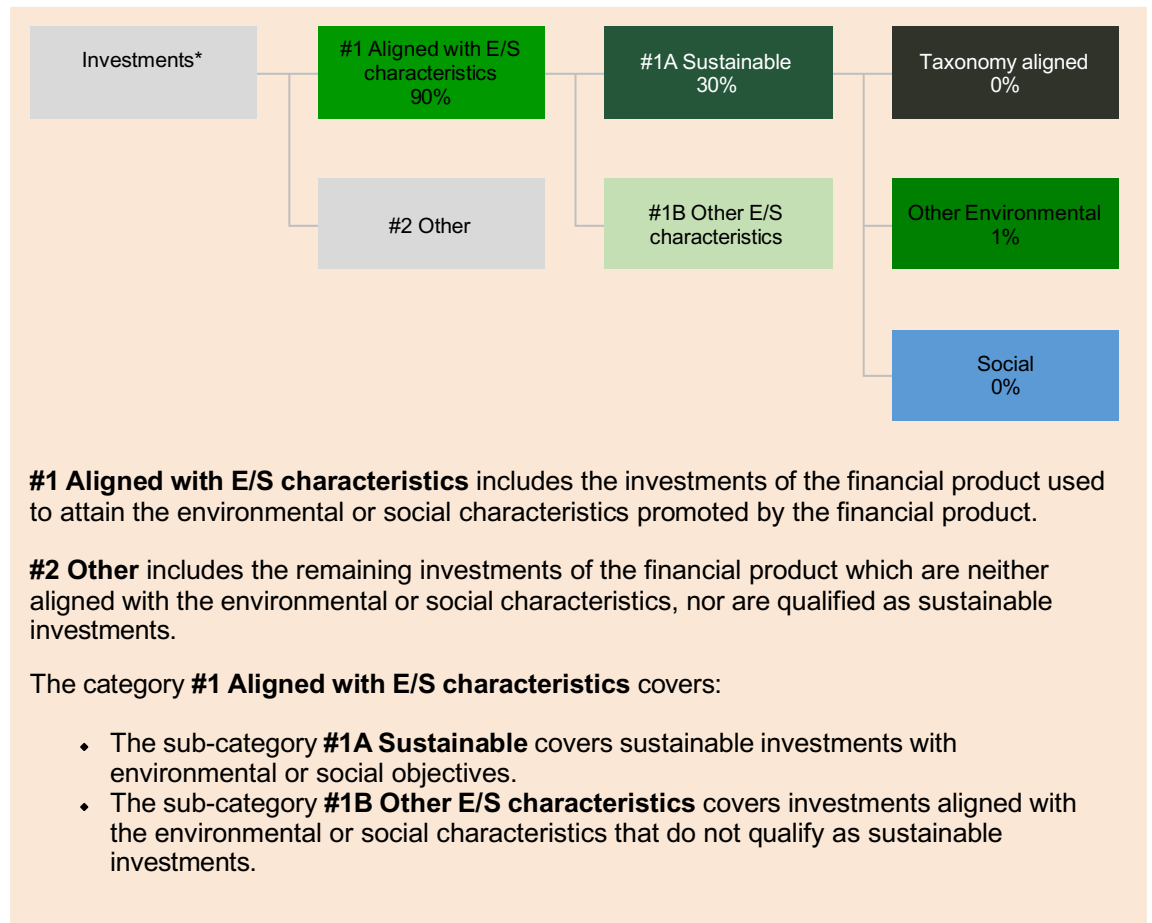 Investments*
#1 Aligned with E/S
characteristics
90%
#1A Sustainable
30%
Taxonomy aligned
0%
#2 Other
#1B Other E/S
characteristics
Other Environmental
1%
Social
0%
#1 Aligned with E/S characteristics includes the investments of the financial product used
to attain the environmental or social characteristics promoted by the financial product.
#2 Other includes the remaining investments of the financial product which are neither
aligned with the environmental or social characteristics, nor are qualified as sustainable
investments.
The category #1 Aligned with E/S characteristics covers:
⬥ The sub-category #1A Sustainable covers sustainable investments with
environmental or social objectives.
⬥ The sub-category #1B Other E/S characteristics covers investments aligned with
the environmental or social characteristics that do not qualify as sustainable
investments.